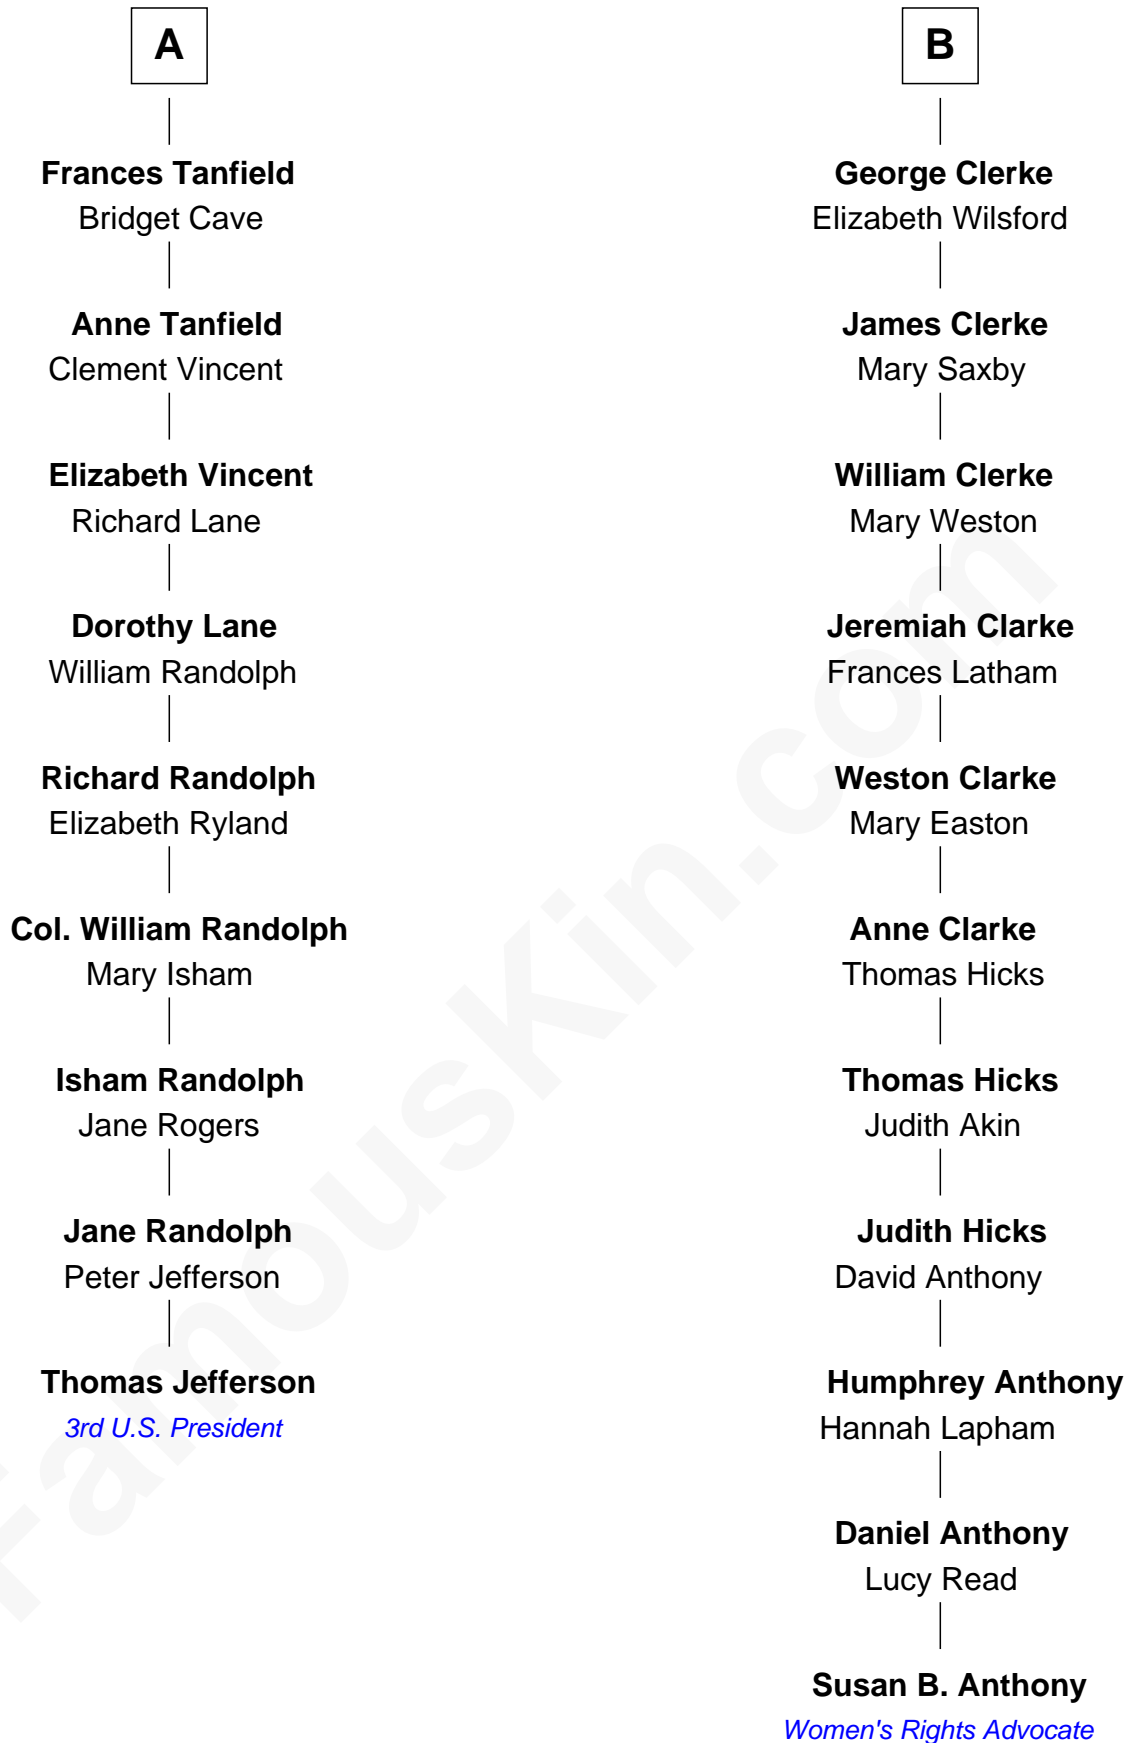 A
Frances Tanfield
Bridget Cave
Anne Tanfield
Clement Vincent
Elizabeth Vincent
Richard Lane
Dorothy Lane
William Randolph
Richard Randolph
Elizabeth Ryland
Col. William Randolph
Mary Isham
Isham Randolph
Jane Rogers
Jane Randolph
Peter Jefferson
Thomas Jefferson
3rd U.S. President
B
George Clerke
Elizabeth Wilsford
James Clerke
Mary Saxby
William Clerke
Mary Weston
Jeremiah Clarke
Frances Latham
Weston Clarke
Mary Easton
Anne Clarke
Thomas Hicks
Thomas Hicks
Judith Akin
Judith Hicks
David Anthony
Humphrey Anthony
Hannah Lapham
Daniel Anthony
Lucy Read
Susan B. Anthony
Women's Rights Advocate
FamousKin.com